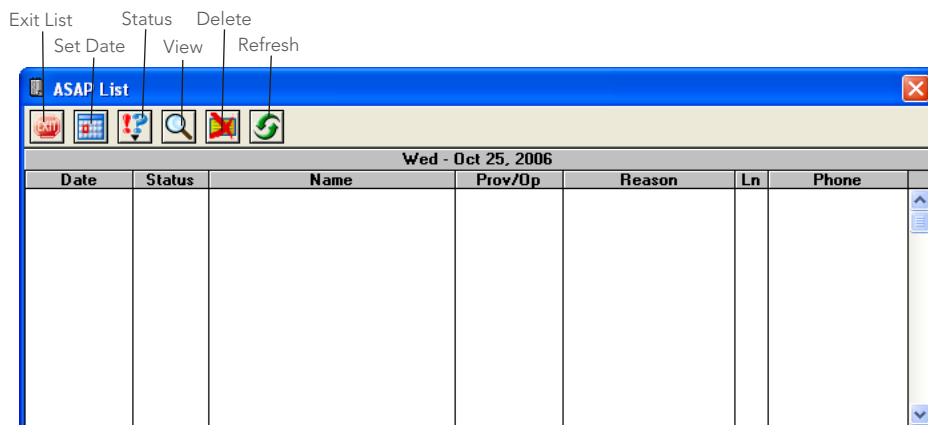 Exit List Status Delete
Set Date View Refresh
ASAP List
EXIT
Wed - Oct 25, 2006
Date Status Name Prov/Op Reason Ln Phone